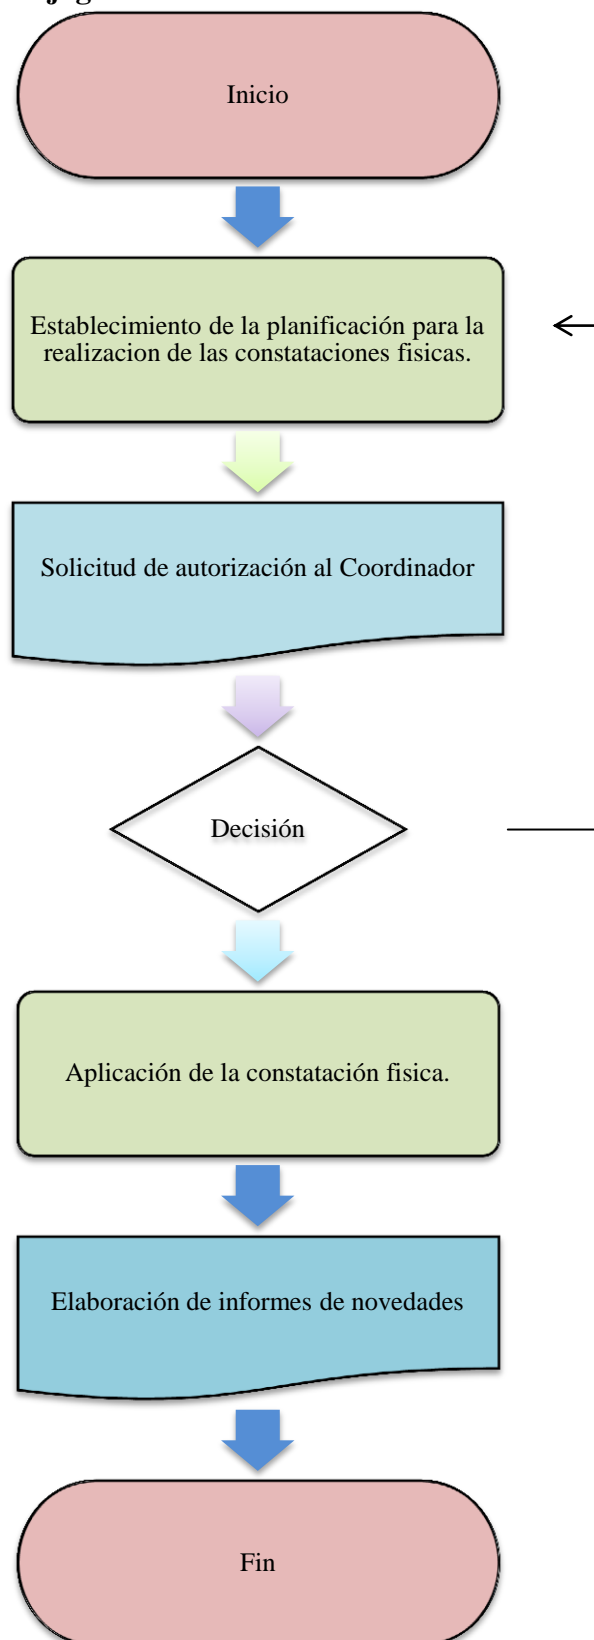 Inicio
Establecimiento de la planificación para la
realizacion de las constataciones fisicas.
Solicitud de autorización al Coordinador
Decisión
Aplicación de la constatación fisica.
Elaboración de informes de novedades
Fin